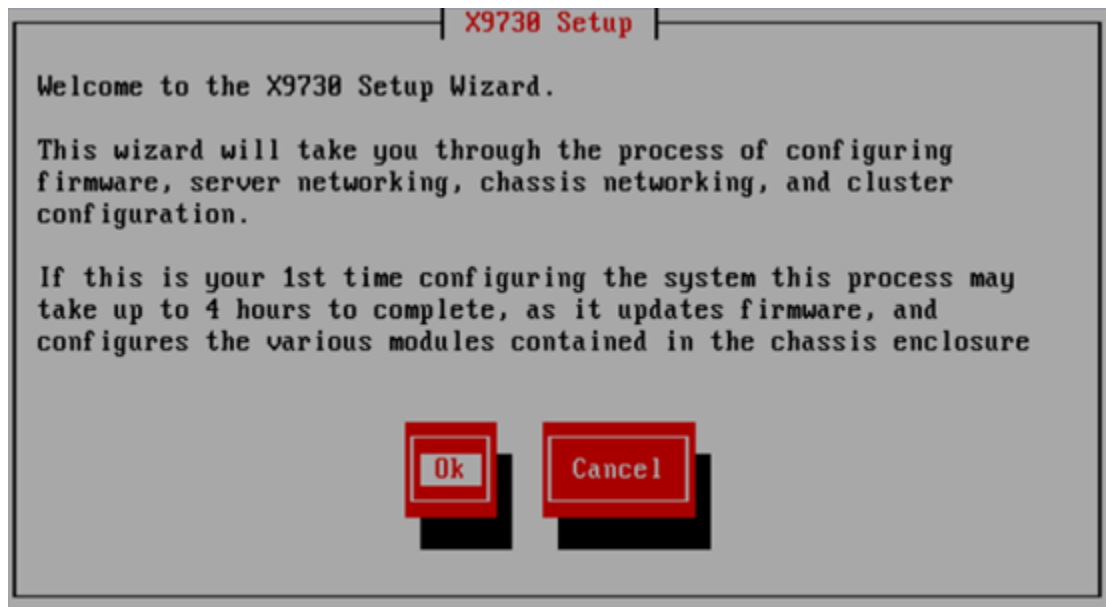 X9730 Setup
Welcome to the X9730 Setup Wizard.
This wizard will take you through the process of configuring
firmware, server networking, chassis networking, and cluster
configuration.
If this is your 1st time configuring the system this process may
take up to 4 hours to complete, as it updates firmware, and
configures the various modules contained in the chassis enclosure
Ok Cancel